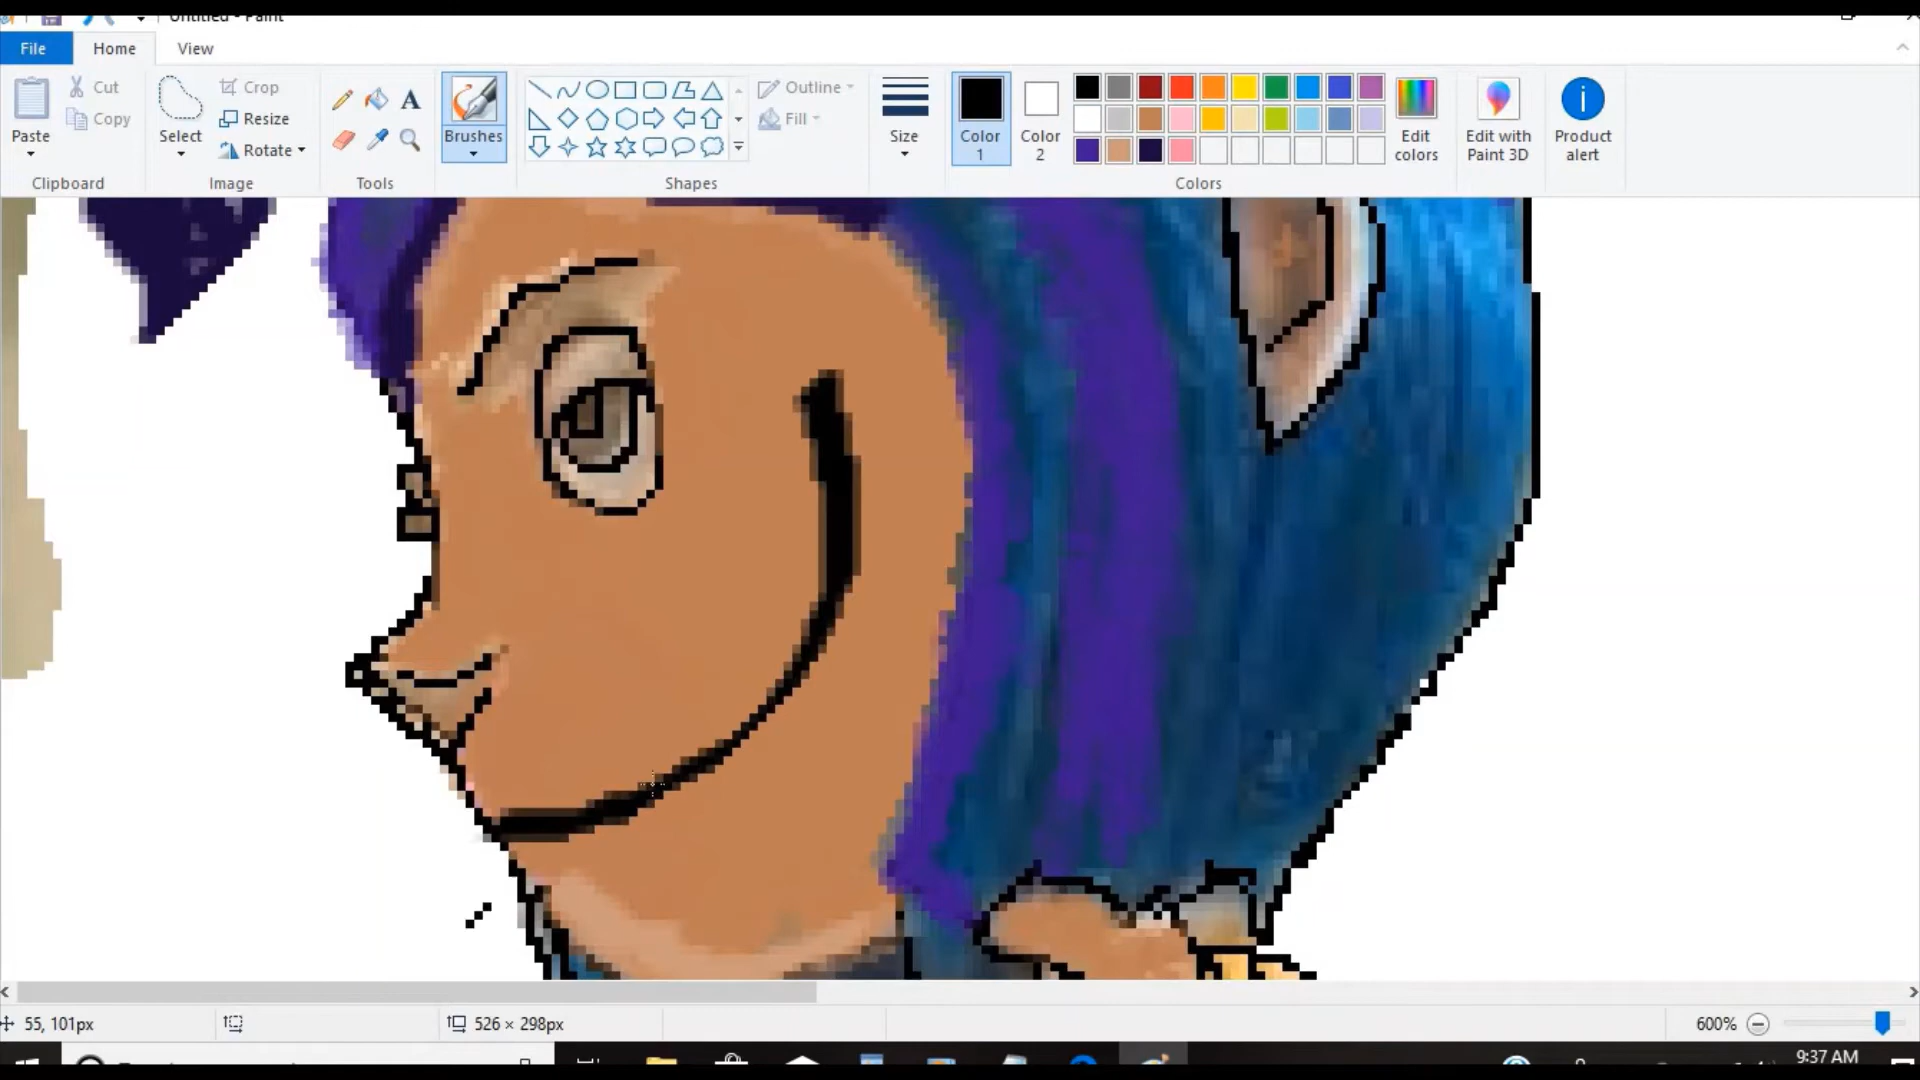 Untitled - Paint
File Home View
Paste
Cut
Copy
Clipboard
Select
Crop
Resize
Rotate
Image
Tools
Brushes
Shapes
Outline
Fill
Size
Color
1
Color
2
Edit
colors
Colors
Edit with
Paint 3D
Product
alert
55, 101px
526 × 298px
600%
9:37 AM